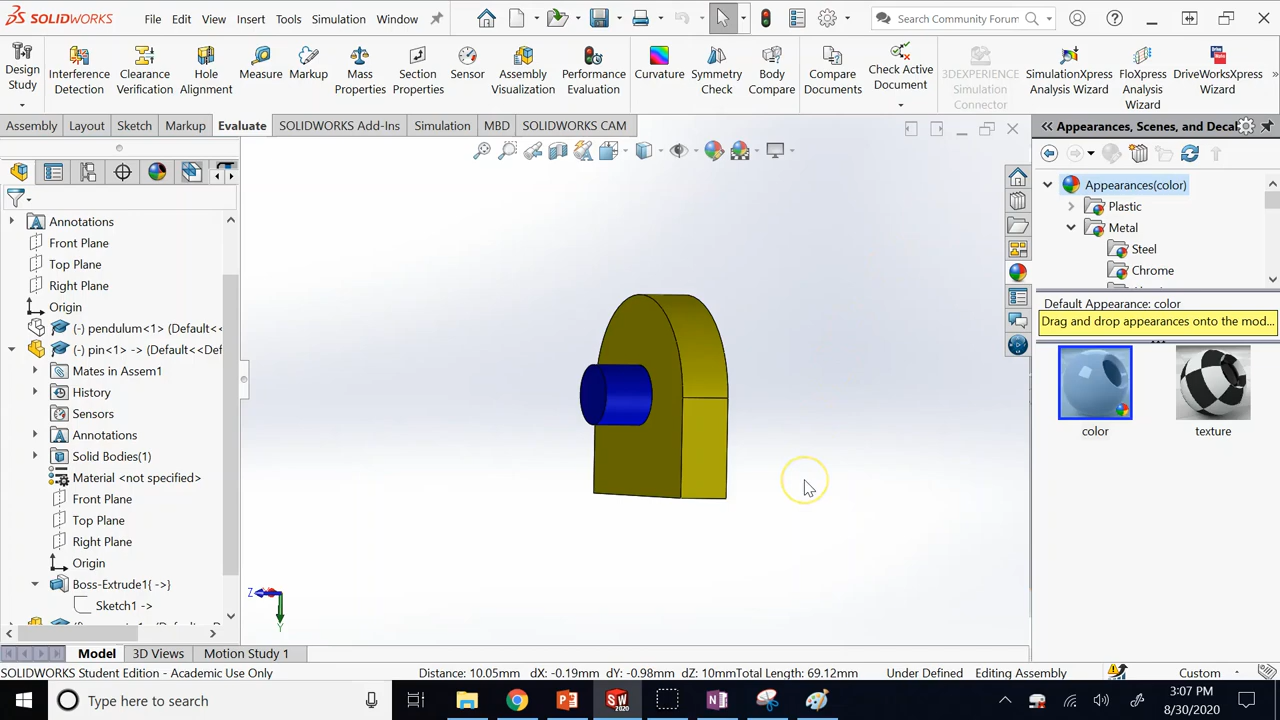 SOLIDWORKS File Edit View Insert Tools Simulation Window Search Community Forum
Design Study Interference Detection Clearance Verification Hole Alignment Measure Markup Mass Properties Section Properties Sensor Assembly Visualization Performance Evaluation Curvature Symmetry Check Body Compare Compare Documents Check Active Document 3DEXPERIENCE Simulation Connector SimulationXpress Analysis Wizard FloXpress Analysis Wizard DriveWorksXpress Wizard
Assembly Layout Sketch Markup Evaluate SOLIDWORKS Add-Ins Simulation MBD SOLIDWORKS CAM
Appearances, Scenes, and Decal
Annotations
Front Plane
Top Plane
Right Plane
Origin
(-) pendulum<1> (Default<<
(-) pin<1> -> (Default<<Def
Mates in Assem1
History
Sensors
Annotations
Solid Bodies(1)
Material <not specified>
Front Plane
Top Plane
Right Plane
Origin
Boss-Extrude1{ ->}
Sketch1 ->
Appearances(color)
Plastic
Metal
Steel
Chrome
Default Appearance: color
Drag and drop appearances onto the mod...
color texture
Z
Y
Model 3D Views Motion Study 1
SOLIDWORKS Student Edition - Academic Use Only Distance: 10.05mm dX: -0.19mm dY: -0.98mm dZ: 10mmTotal Length: 69.12mm Under Defined Editing Assembly Custom
Type here to search
3:07 PM
8/30/2020